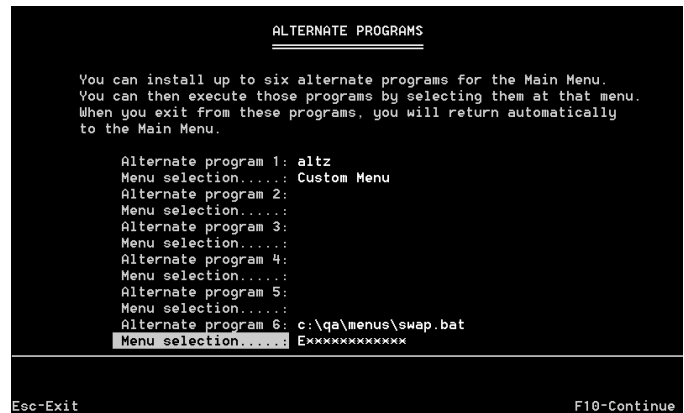 ALTERNATE PROGRAMS
You can install up to six alternate programs for the Main Menu.
You can then execute those programs by selecting them at that menu.
When you exit from these programs, you will return automatically
to the Main Menu.
Alternate program 1: altz
Menu selection.....: Custom Menu
Alternate program 2:
Menu selection.....:
Alternate program 3:
Menu selection.....:
Alternate program 4:
Menu selection.....:
Alternate program 5:
Menu selection.....:
Alternate program 6: c:\qa\menus\swap.bat
Menu selection.....: E××××××××××××
Esc-Exit F10-Continue